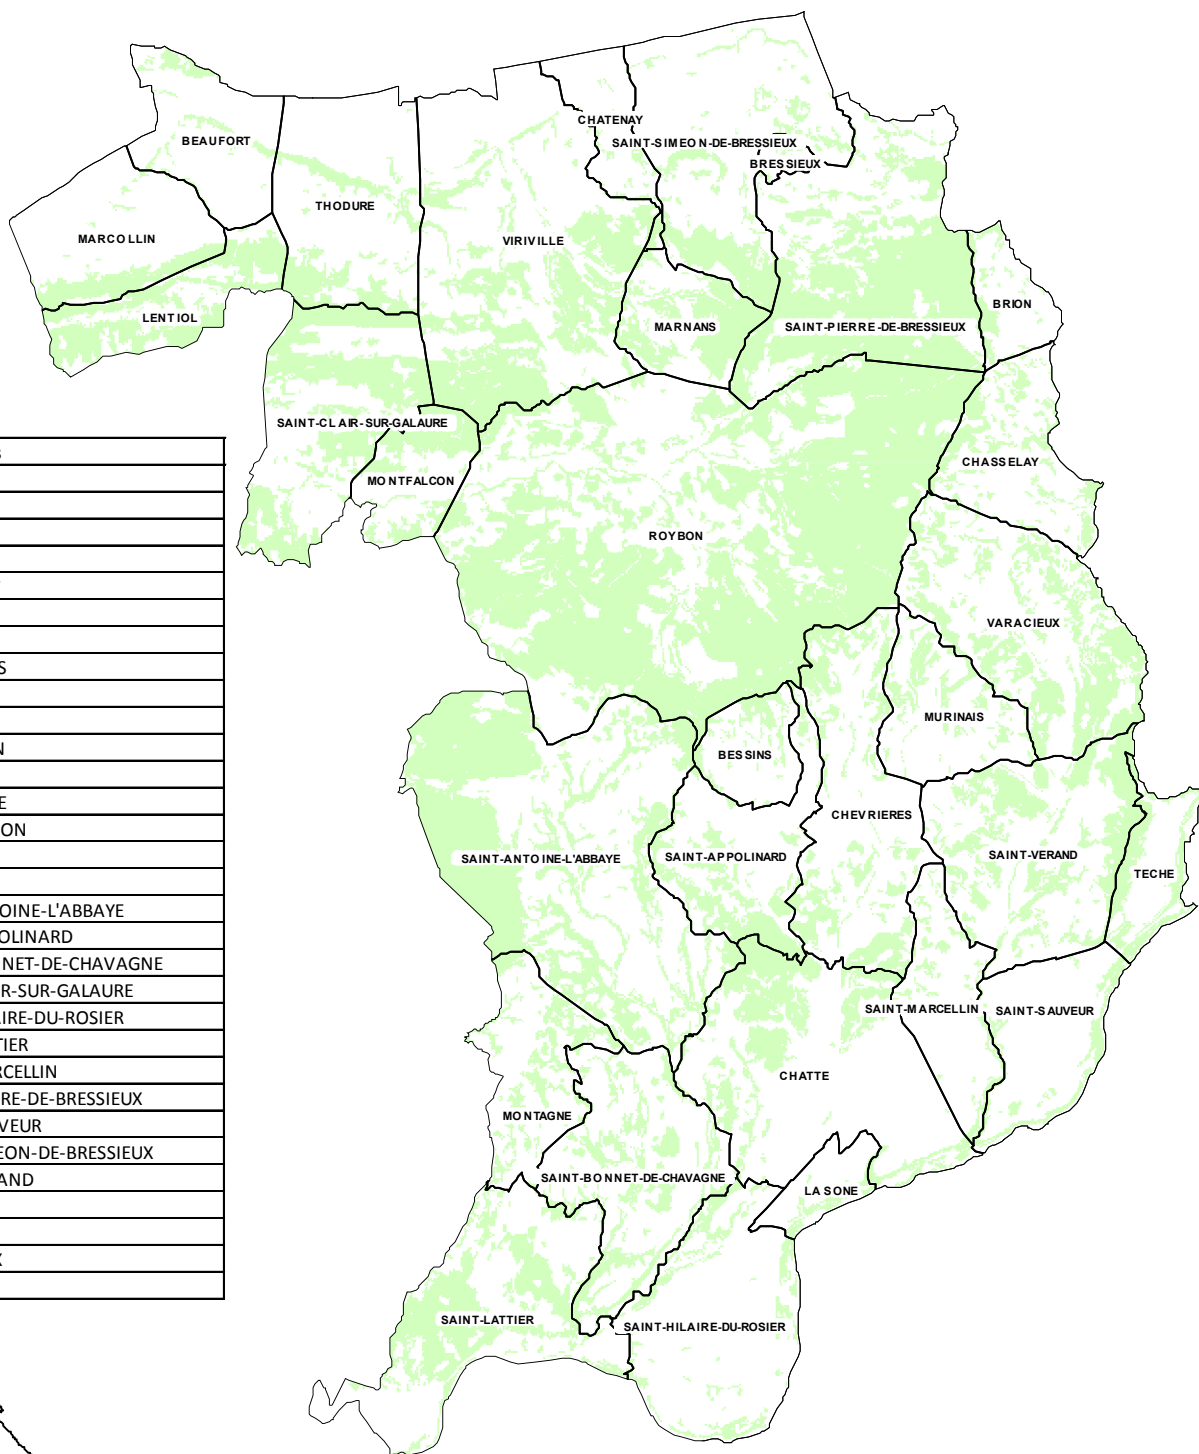 CHATENAY
BEAUFORT
SAINT-SIMEON-DE-BRESSIEUX
BRESSIEUX
THODURE
MARCOLLIN
VIRIVILLE
BRION
LENTIOL
MARNANS
SAINT-PIERRE-DE-BRESSIEUX
SAINT-CLAIR-SUR-GALAURE
CHASSELAY
MONTFALCON
ROYBON
VARACIEUX
MURINAIS
BESSINS
CHEVRIERES
SAINT-ANTOINE-L'ABBAYE
SAINT-APPOLINARD
SAINT-VERAND
TECHE
SAINT-MARCELLIN
SAINT-SAUVEUR
CHATTE
MONTAGNE
SAINT-BONNET-DE-CHAVAGNE
LA SONE
SAINT-LATTIER
SAINT-HILAIRE-DU-ROSIER
S
N
E
ON
OINE-L'ABBAYE
OLINARD
NET-DE-CHAVAGNE
R-SUR-GALAURE
AIRE-DU-ROSIER
TIER
RCELLIN
RE-DE-BRESSIEUX
VEUR
EON-DE-BRESSIEUX
AND
X